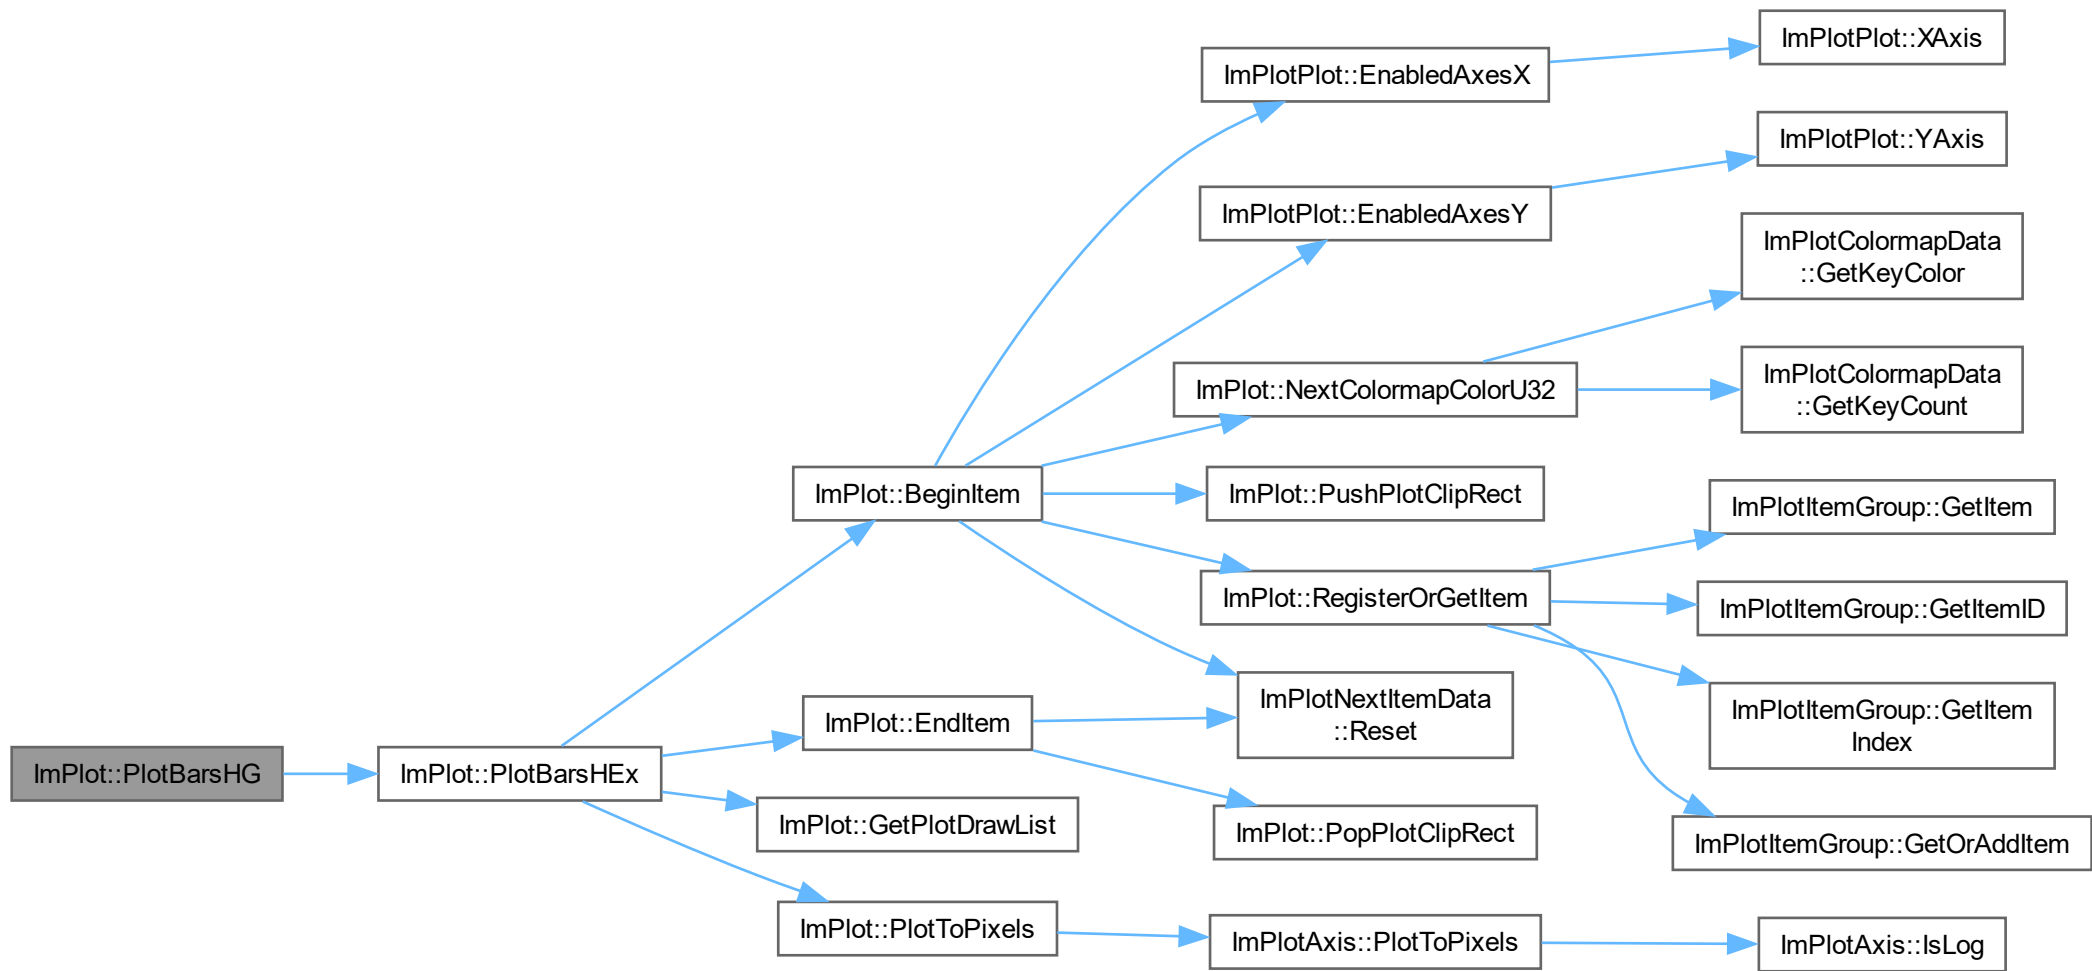 ImPlot::PlotBarsHG
ImPlot::PlotBarsHEx
ImPlot::BeginItem
ImPlot::EndItem
ImPlot::GetPlotDrawList
ImPlot::PlotToPixels
ImPlotPlot::EnabledAxesX
ImPlotPlot::EnabledAxesY
ImPlot::NextColormapColorU32
ImPlot::PushPlotClipRect
ImPlot::RegisterOrGetItem
ImPlotNextItemData
::Reset
ImPlot::PopPlotClipRect
ImPlotAxis::PlotToPixels
ImPlotPlot::XAxis
ImPlotPlot::YAxis
ImPlotColormapData
::GetKeyColor
ImPlotColormapData
::GetKeyCount
ImPlotItemGroup::GetItem
ImPlotItemGroup::GetItemID
ImPlotItemGroup::GetItem
Index
ImPlotItemGroup::GetOrAddItem
ImPlotAxis::IsLog